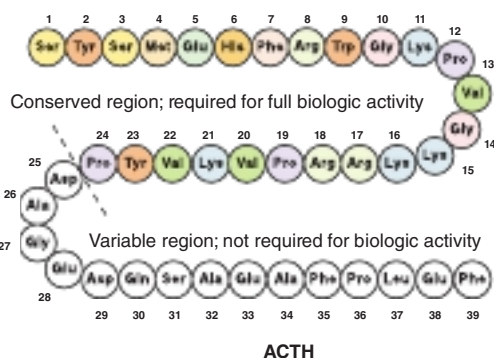 1 2 3 4 5 6 7 8 9 10 11 12
Ser Tyr Ser Met Glu His Phe Arg Trp Gly Lys Pro
13
Val
Conserved region; required for full biologic activity
Gly
14
24 23 22 21 20 19 18 17 16
Pro Tyr Val Lys Val Pro Arg Arg Lys Lys
15
25
Asp
26
Ala
Variable region; not required for biologic activity
27
Gly
Glu
28
Asp Gln Ser Ala Glu Ala Phe Pro Leu Glu Phe
29 30 31 32 33 34 35 36 37 38 39
ACTH